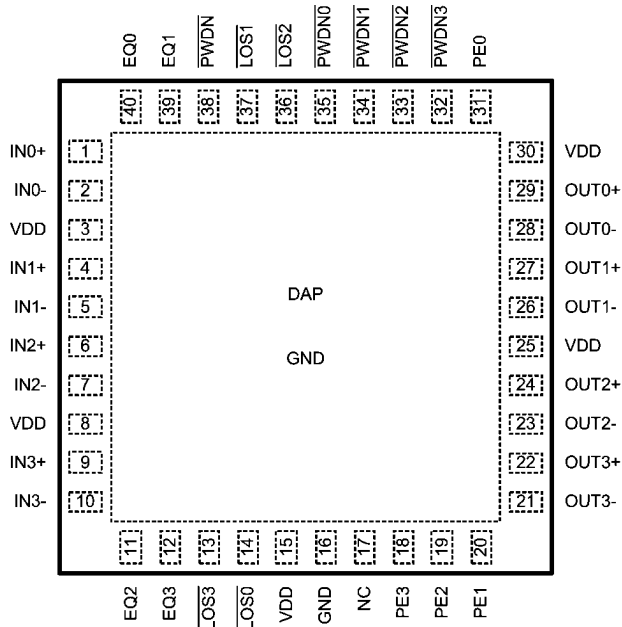 EQ0
EQ1
PWDN
LOS1
LOS2
PWDN0
PWDN1
PWDN2
PWDN3
PE0
40
39
38
37
36
35
34
33
32
31
IN0+ 1
IN0- 2
VDD 3
IN1+ 4
IN1- 5
IN2+ 6
IN2- 7
VDD 8
IN3+ 9
IN3- 10
DAP
GND
30 VDD
29 OUT0+
28 OUT0-
27 OUT1+
26 OUT1-
25 VDD
24 OUT2+
23 OUT2-
22 OUT3+
21 OUT3-
11
12
13
14
15
16
17
18
19
20
EQ2
EQ3
LOS3
LOS0
VDD
GND
NC
PE3
PE2
PE1